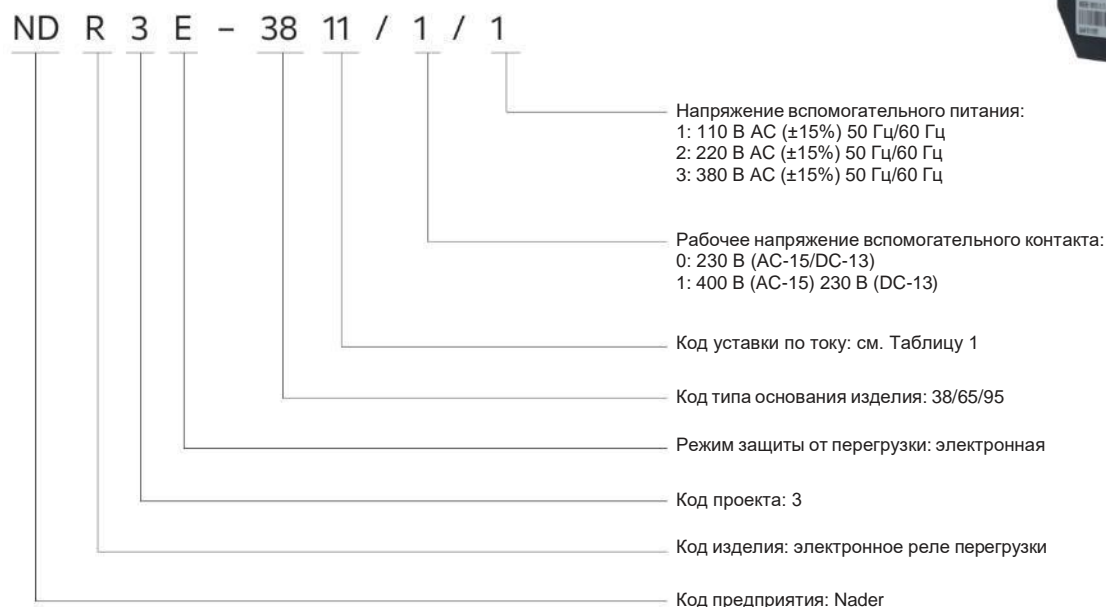 ND R 3 E – 38 11 / 1 / 1
Напряжение вспомогательного питания:
1: 110 В АС (±15%) 50 Гц/60 Гц
2: 220 В АС (±15%) 50 Гц/60 Гц
3: 380 В АС (±15%) 50 Гц/60 Гц
Рабочее напряжение вспомогательного контакта:
0: 230 В (AC-15/DC-13)
1: 400 В (AC-15) 230 В (DC-13)
Код уставки по току: см. Таблицу 1
Код типа основания изделия: 38/65/95
Режим защиты от перегрузки: электронная
Код проекта: 3
Код изделия: электронное реле перегрузки
Код предприятия: Nader